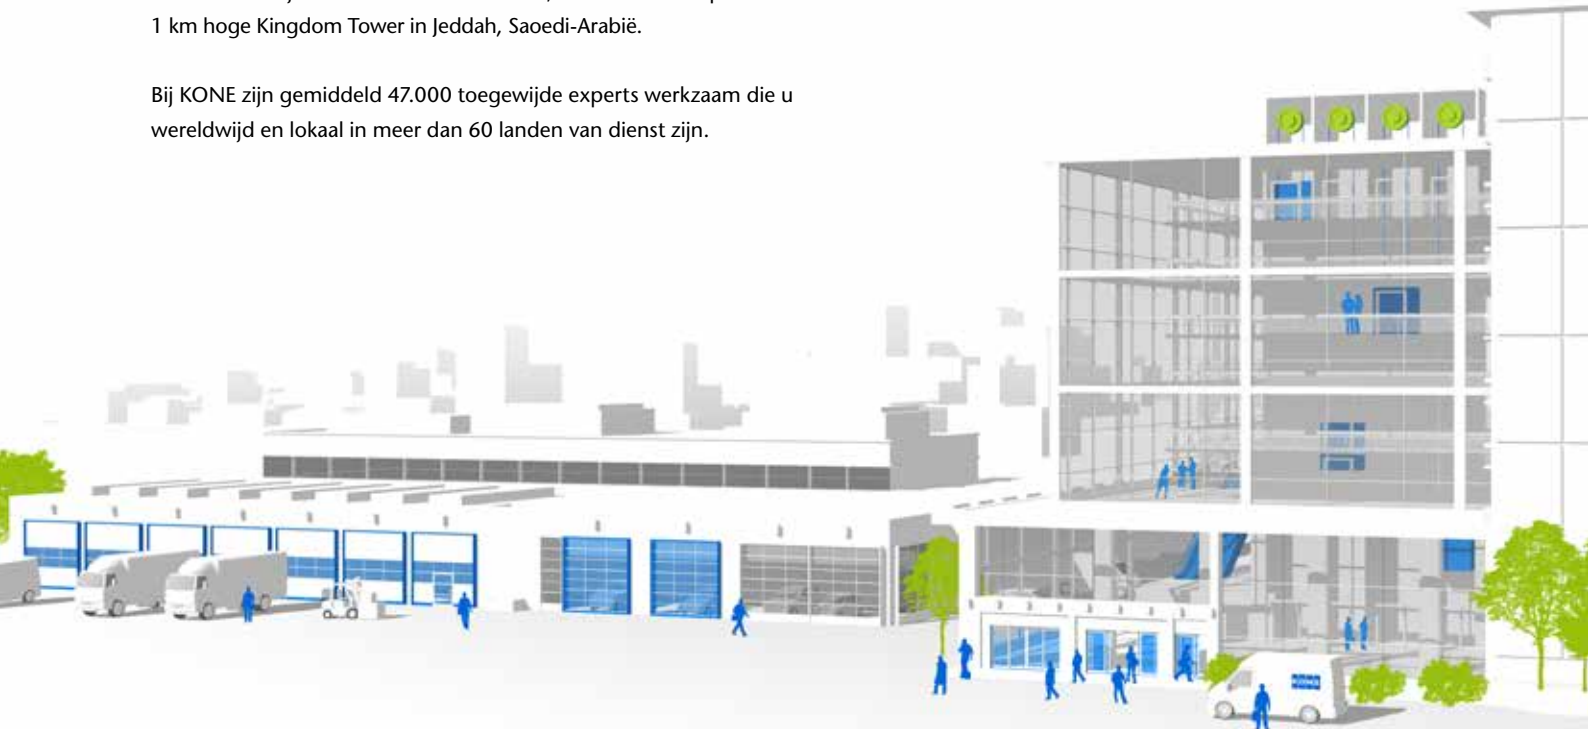 1 km hoge Kingdom Tower in Jeddah, Saoedi-Arabië.
Bij KONE zijn gemiddeld 47.000 toegewijde experts werkzaam die u
wereldwijd en lokaal in meer dan 60 landen van dienst zijn.
KONE